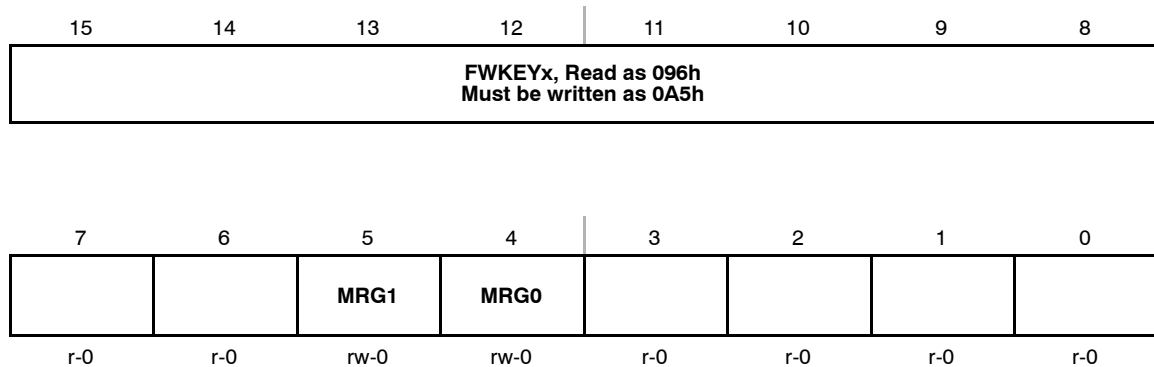 15 14 13 12 11 10 9 8
FWKEYx, Read as 096h
Must be written as 0A5h
7 6 5 4 3 2 1 0
MRG1 MRG0
r-0 r-0 rw-0 rw-0 r-0 r-0 r-0 r-0